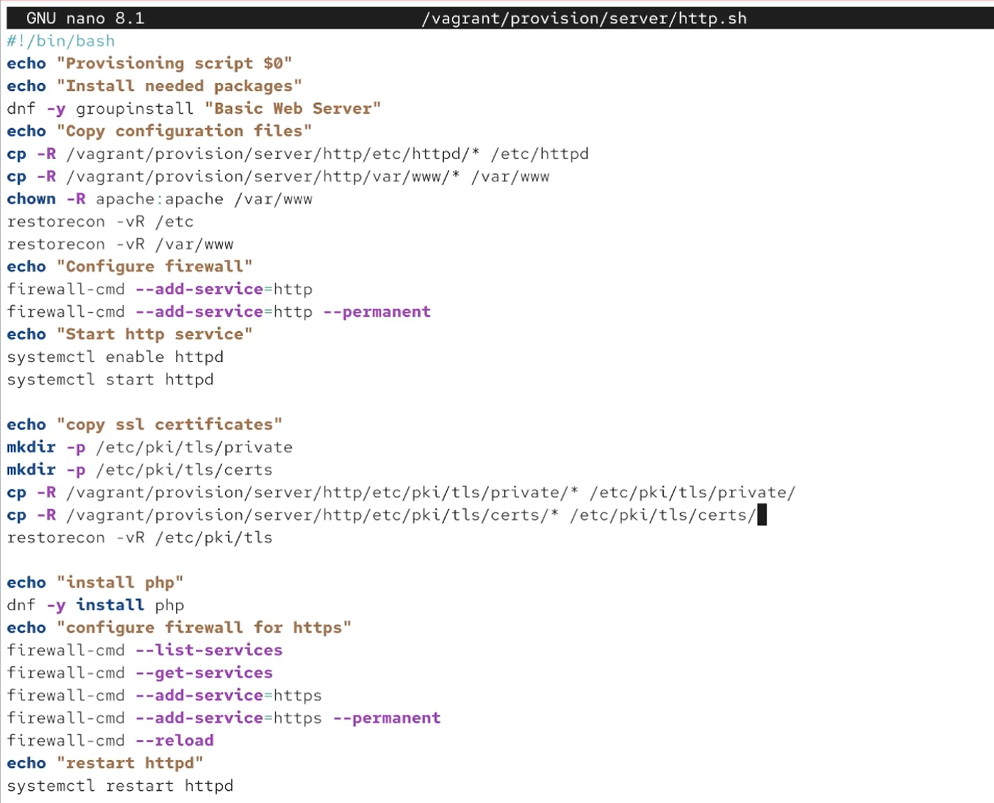 GNU nano 8.1 /vagrant/provision/server/http.sh
#!/bin/bash
echo "Provisioning script $0"
echo "Install needed packages"
dnf -y groupinstall "Basic Web Server"
echo "Copy configuration files"
cp -R /vagrant/provision/server/http/etc/httpd/* /etc/httpd
cp -R /vagrant/provision/server/http/var/www/* /var/www
chown -R apache:apache /var/www
restorecon -vR /etc
restorecon -vR /var/www
echo "Configure firewall"
firewall-cmd --add-service=http
firewall-cmd --add-service=http --permanent
echo "Start http service"
systemctl enable httpd
systemctl start httpd
echo "copy ssl certificates"
mkdir -p /etc/pki/tls/private
mkdir -p /etc/pki/tls/certs
cp -R /vagrant/provision/server/http/etc/pki/tls/private/* /etc/pki/tls/private/
cp -R /vagrant/provision/server/http/etc/pki/tls/certs/* /etc/pki/tls/certs/
restorecon -vR /etc/pki/tls
echo "install php"
dnf -y install php
echo "configure firewall for https"
firewall-cmd --list-services
firewall-cmd --get-services
firewall-cmd --add-service=https
firewall-cmd --add-service=https --permanent
firewall-cmd --reload
echo "restart httpd"
systemctl restart httpd